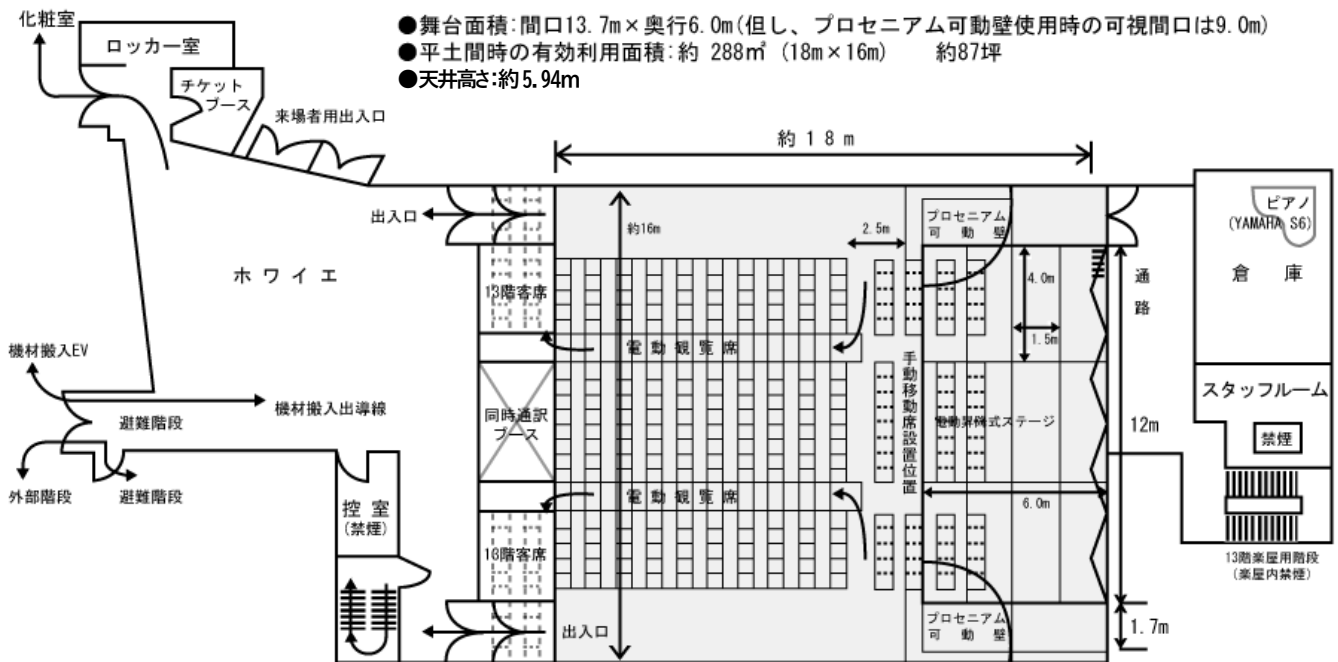 ●舞台面積:間口13.7m×奥行6.0m(但し、プロセニアム可動壁使用時の可視間口は9.0m)
●平土間時の有効利用面積:約 288㎡ (18m×16m) 約87坪
●天井高さ:約5.94m
化粧室
ロッカー室
チケット
ブース
来場者用出入口
約18m
出入口
約16m
2.5m
プロセニアム
可動壁
ピアノ
(YAMAHA S6)
倉庫
ホワイエ
13階客席
4.0m
通路
1.5m
電動観覧席
機材搬入EV
機材搬入出導線
避難階段
同時通訳
ブース
手動移動席設置位置
電動昇降式ステージ
12m
スタッフルーム
禁煙
外部階段
避難階段
電動観覧席
6.0m
控室
(禁煙)
13階客席
13階楽屋用階段
(楽屋内禁煙)
出入口
プロセニアム
可動壁
1.7m